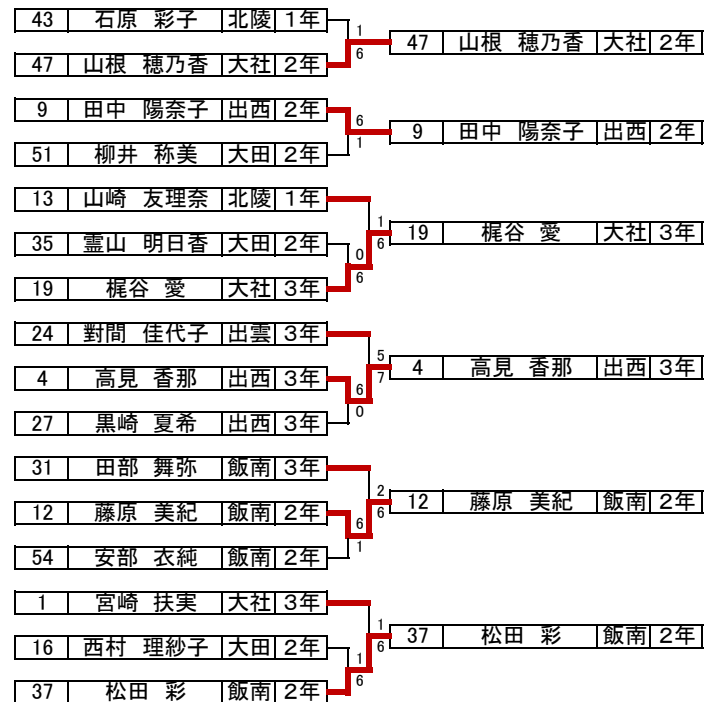 43 石原 彩子 北陵 1年
1
47 山根 穂乃香 大社 2年
6
47 山根 穂乃香 大社 2年
9 田中 陽奈子 出西 2年
6
9 田中 陽奈子 出西 2年
1
51 柳井 称美 大田 2年
13 山崎 友理奈 北陵 1年
1
19 梶谷 愛 大社 3年
6
35 霊山 明日香 大田 2年
0
6
19 梶谷 愛 大社 3年
24 對間 佳代子 出雲 3年
5
4 高見 香那 出西 3年
7
4 高見 香那 出西 3年
6
0
27 黒崎 夏希 出西 3年
31 田部 舞弥 飯南 3年
2
12 藤原 美紀 飯南 2年
6
12 藤原 美紀 飯南 2年
6
1
54 安部 衣純 飯南 2年
1 宮崎 扶実 大社 3年
1
37 松田 彩 飯南 2年
6
16 西村 理紗子 大田 2年
1
6
37 松田 彩 飯南 2年